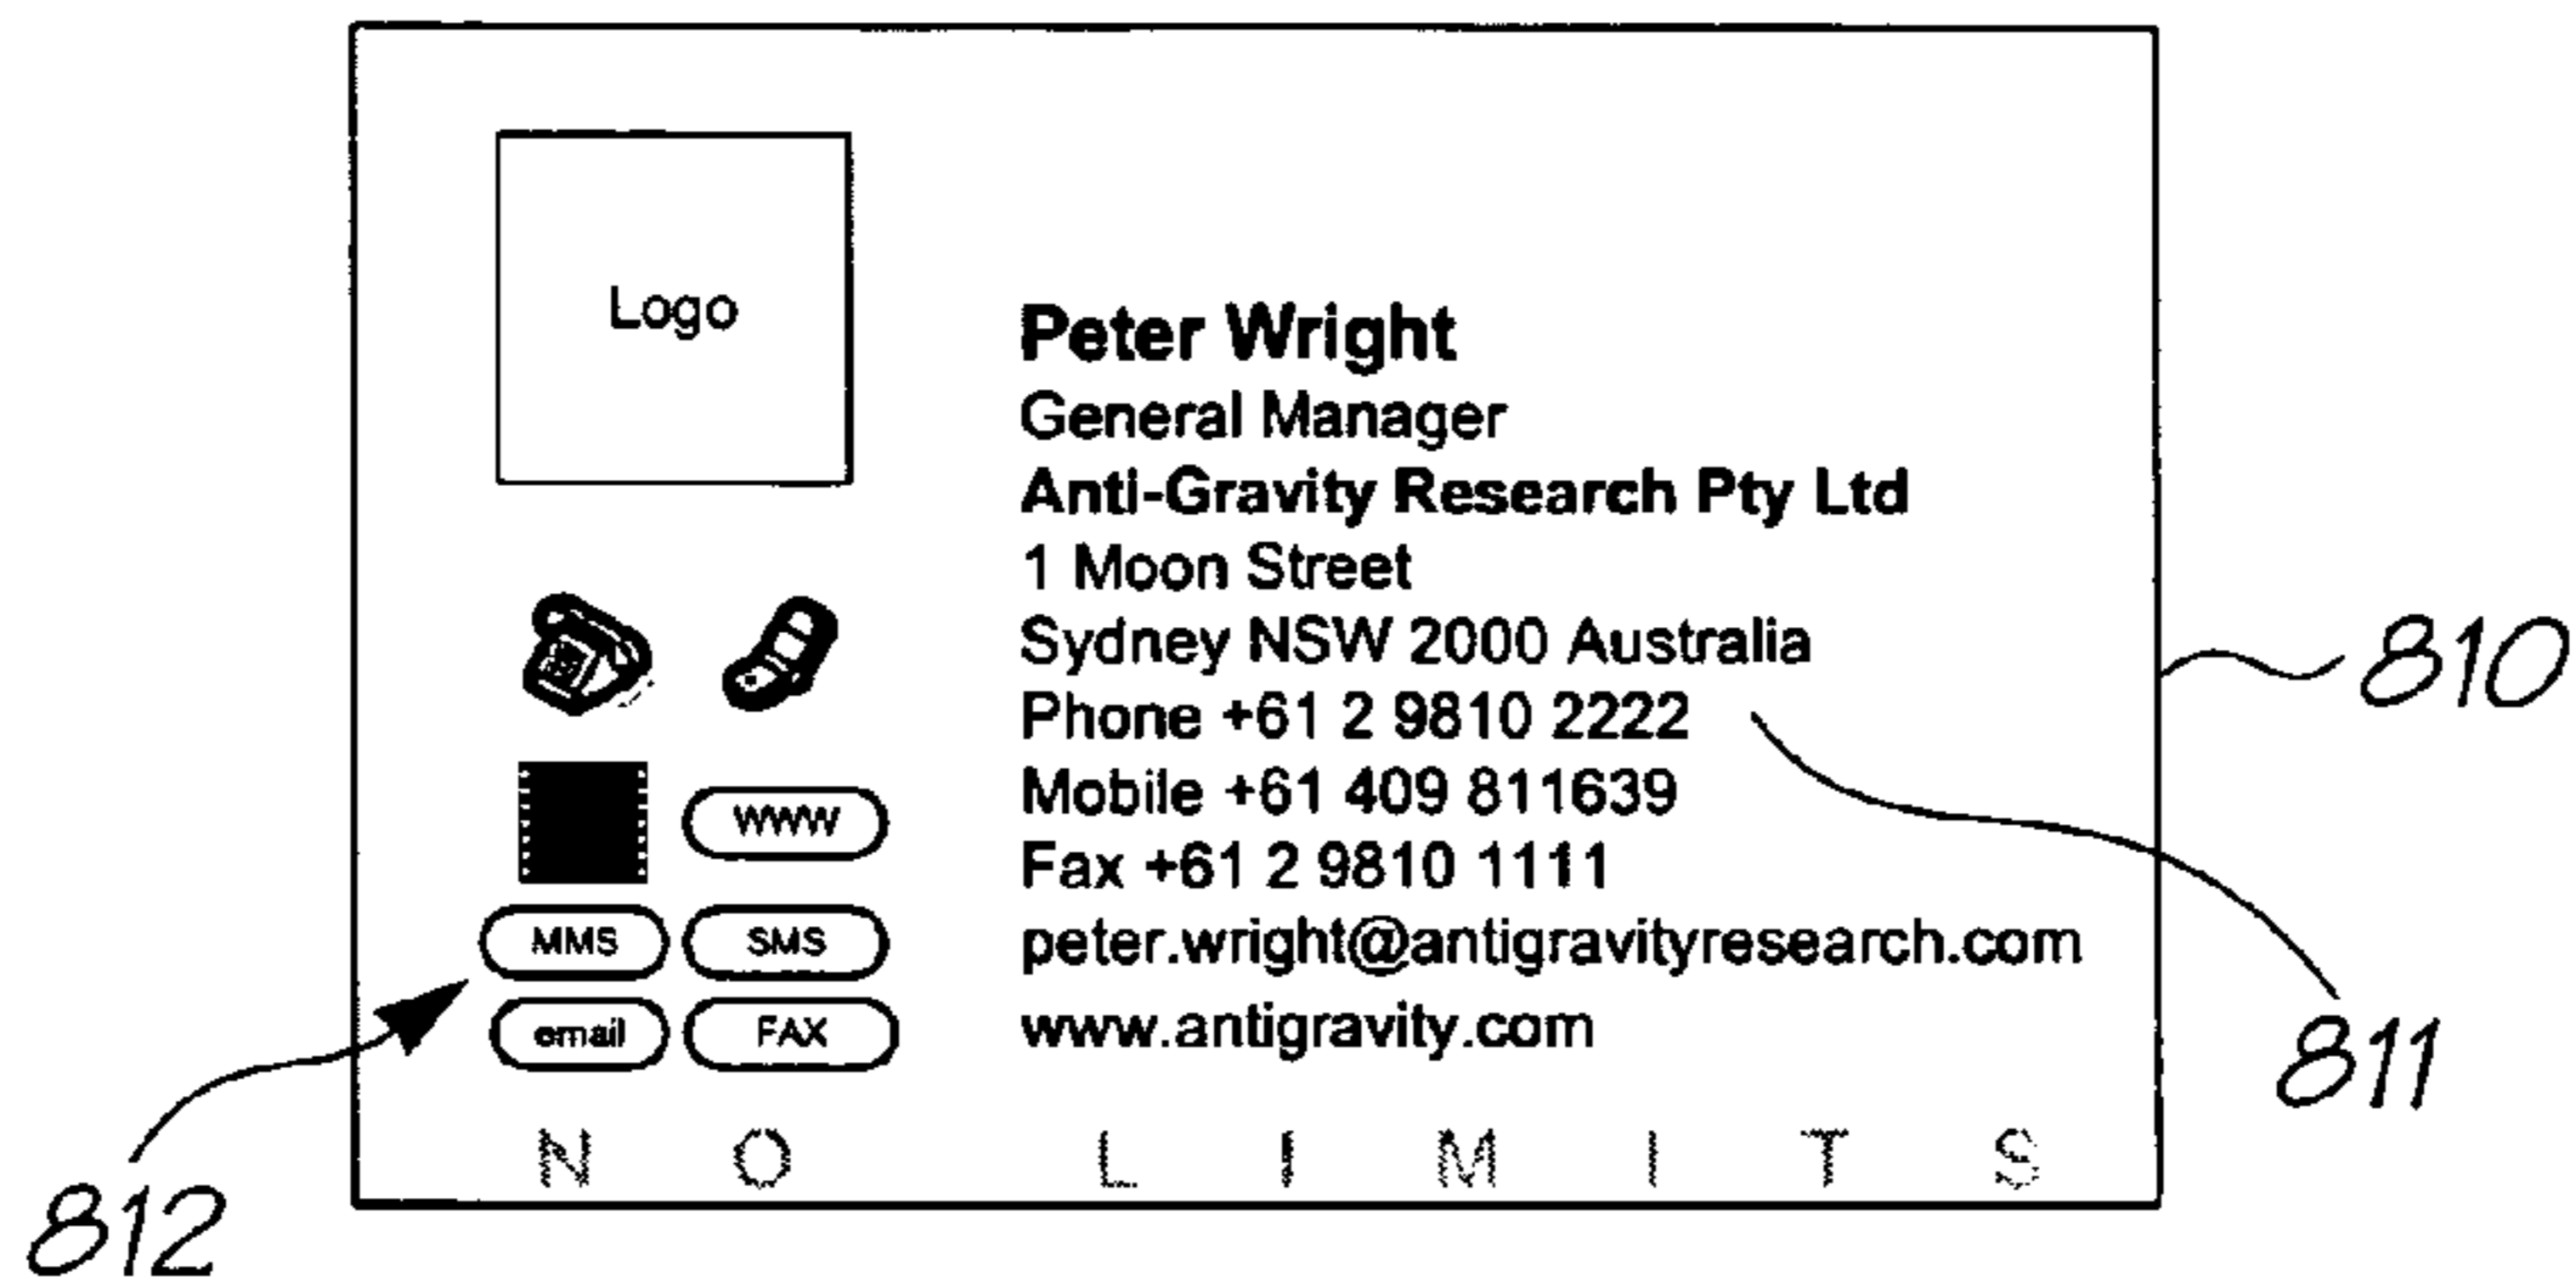 Logo
Peter Wright
General Manager
Anti-Gravity Research Pty Ltd
1 Moon Street
Sydney NSW 2000 Australia
Phone +61 2 9810 2222
Mobile +61 409 811639
Fax +61 2 9810 1111
peter.wright@antigravityresearch.com
www.antigravity.com
WWW
MMS SMS
email FAX
N O L I M I T S
810
811
812